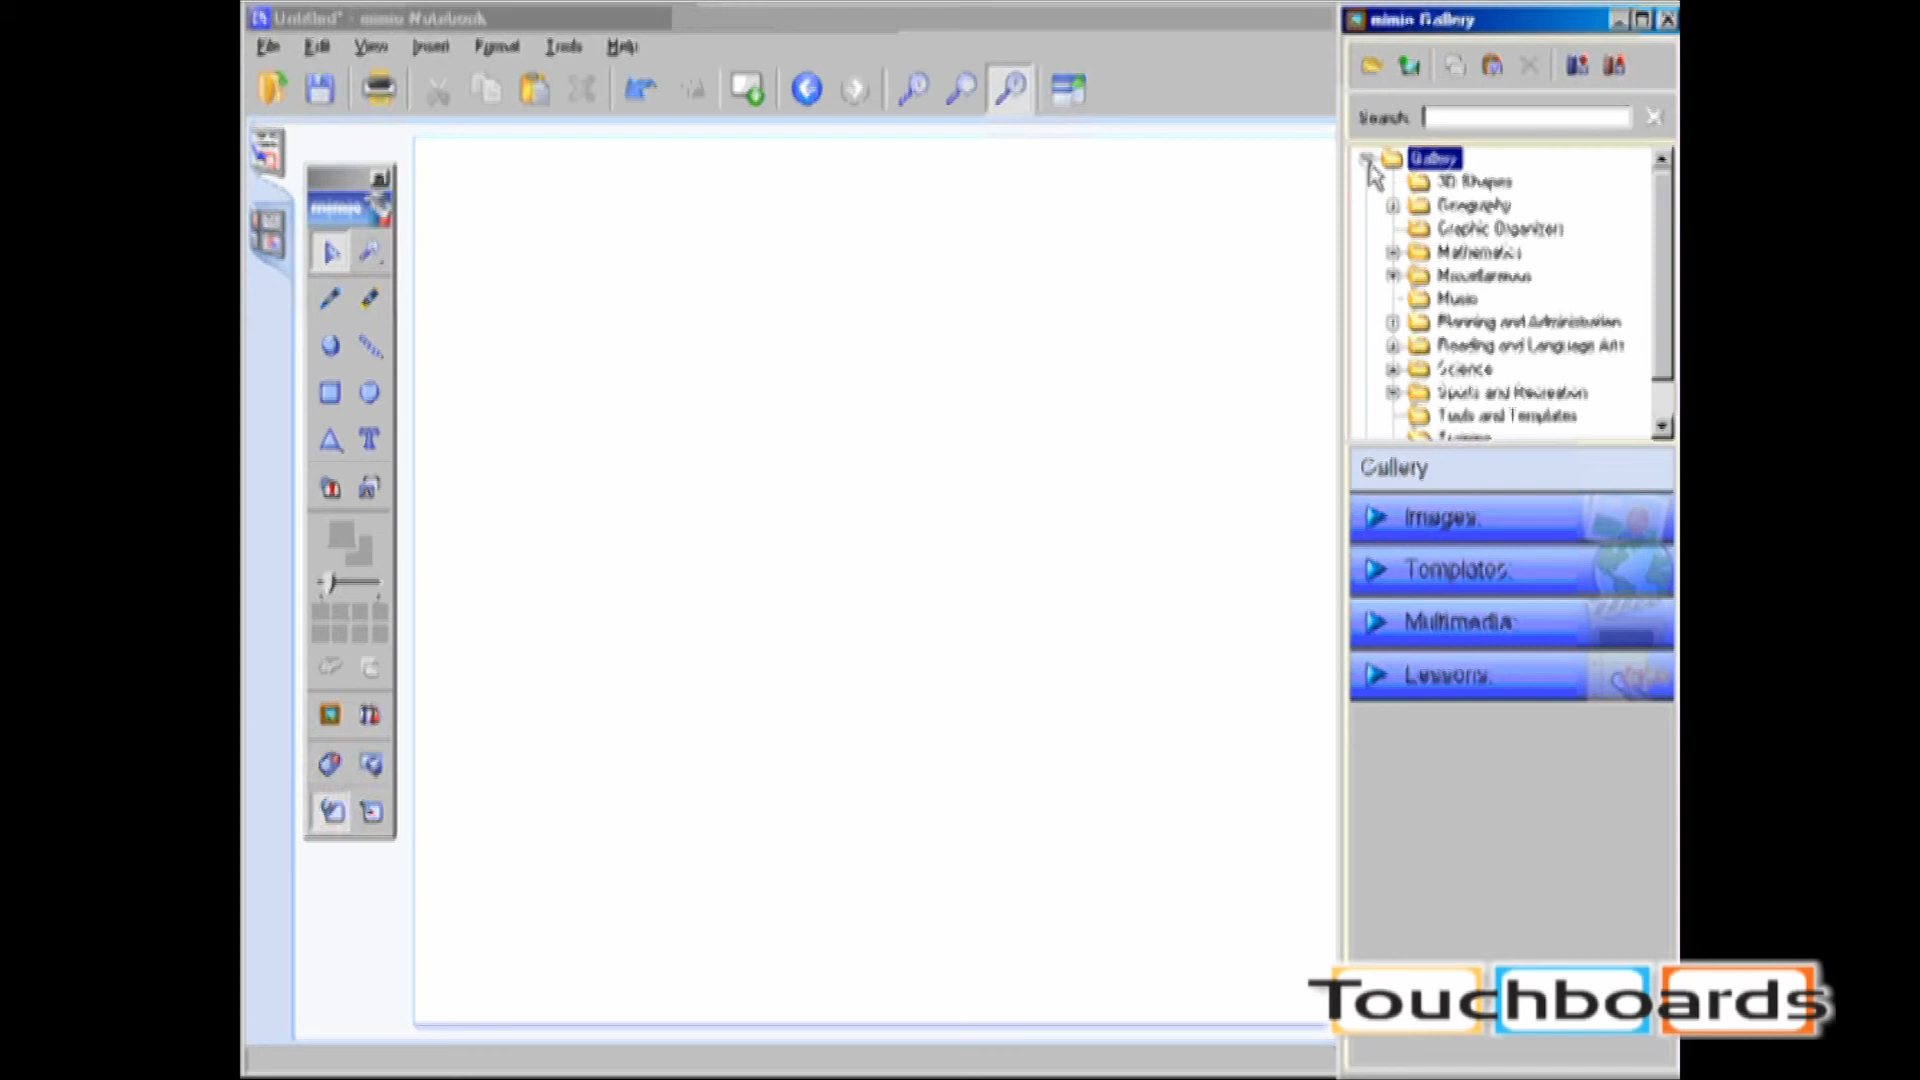 Untitled* - mimio Notebook
File Edit View Insert Format Tools Help
mimio
mimio Gallery
Search:
Gallery
3D Shapes
Geography
Graphic Organizers
Mathematics
Miscellaneous
Music
Planning and Administration
Reading and Language Arts
Science
Sports and Recreation
Tools and Templates
Training
Gallery
Images:
Templates:
Multimedia:
Lessons:
Touchboards